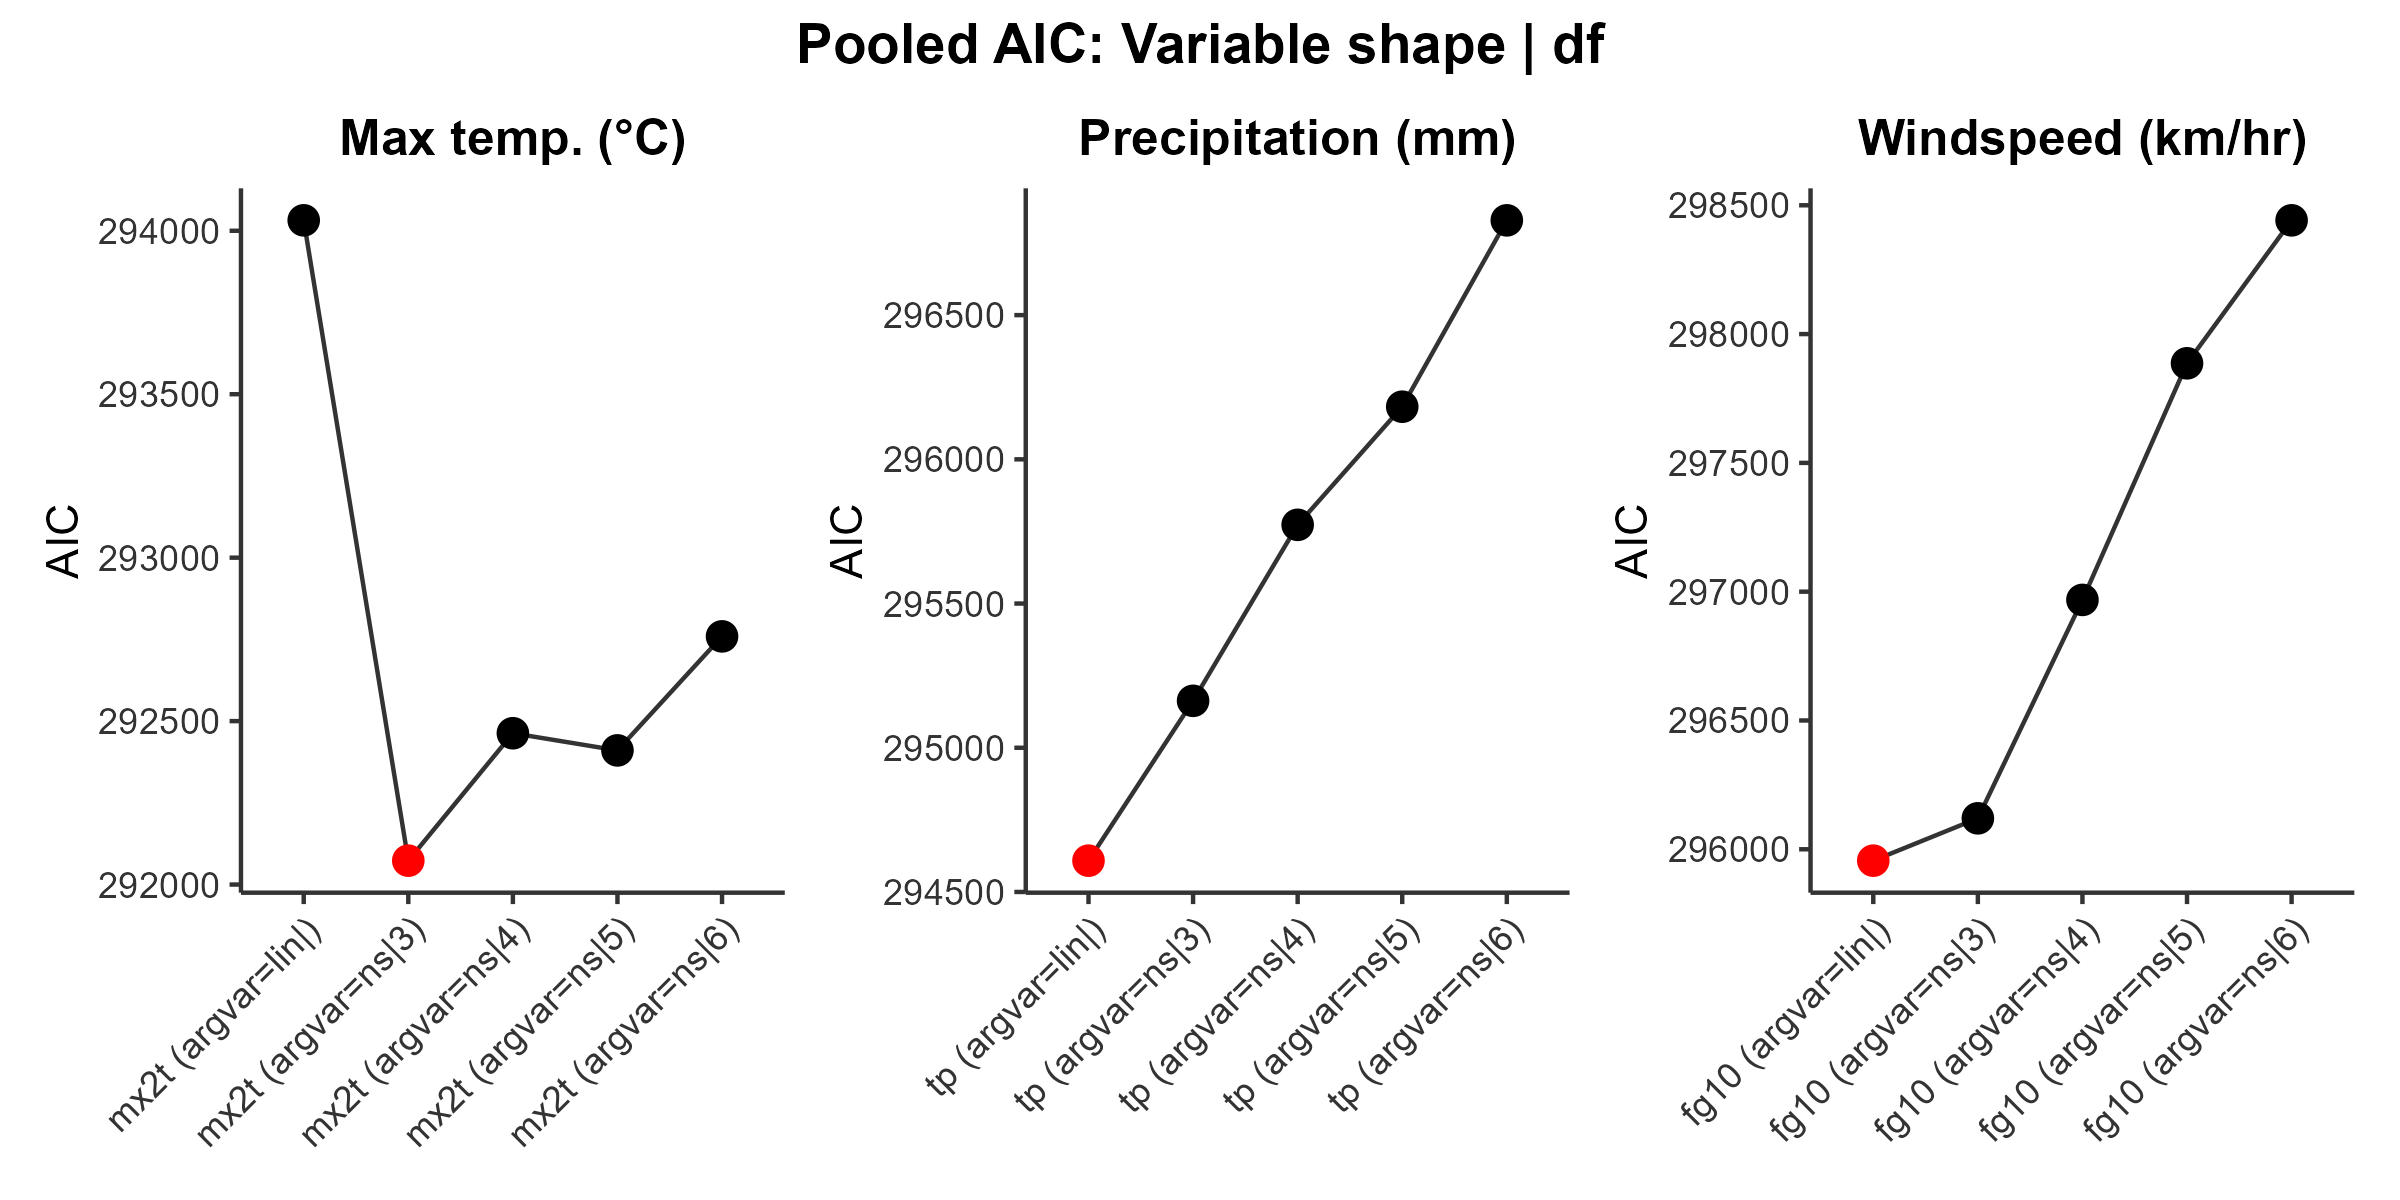 Pooled AIC: Variable shape | df
Max temp. (°C)
AIC
294000
293500
293000
292500
292000
mx2t (argvar=lin|)
mx2t (argvar=ns|3)
mx2t (argvar=ns|4)
mx2t (argvar=ns|5)
mx2t (argvar=ns|6)
Precipitation (mm)
AIC
296500
296000
295500
295000
294500
tp (argvar=lin|)
tp (argvar=ns|3)
tp (argvar=ns|4)
tp (argvar=ns|5)
tp (argvar=ns|6)
Windspeed (km/hr)
AIC
298500
298000
297500
297000
296500
296000
fg10 (argvar=lin|)
fg10 (argvar=ns|3)
fg10 (argvar=ns|4)
fg10 (argvar=ns|5)
fg10 (argvar=ns|6)